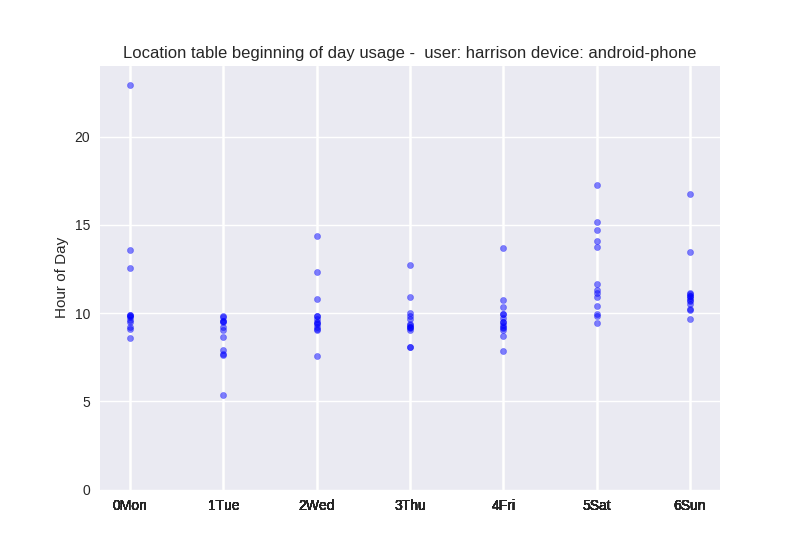 Location table beginning of day usage -  user: harrison device: android-phone
20
15
10
5
0
Hour of Day
0Mon 1Tue 2Wed 3Thu 4Fri 5Sat 6Sun